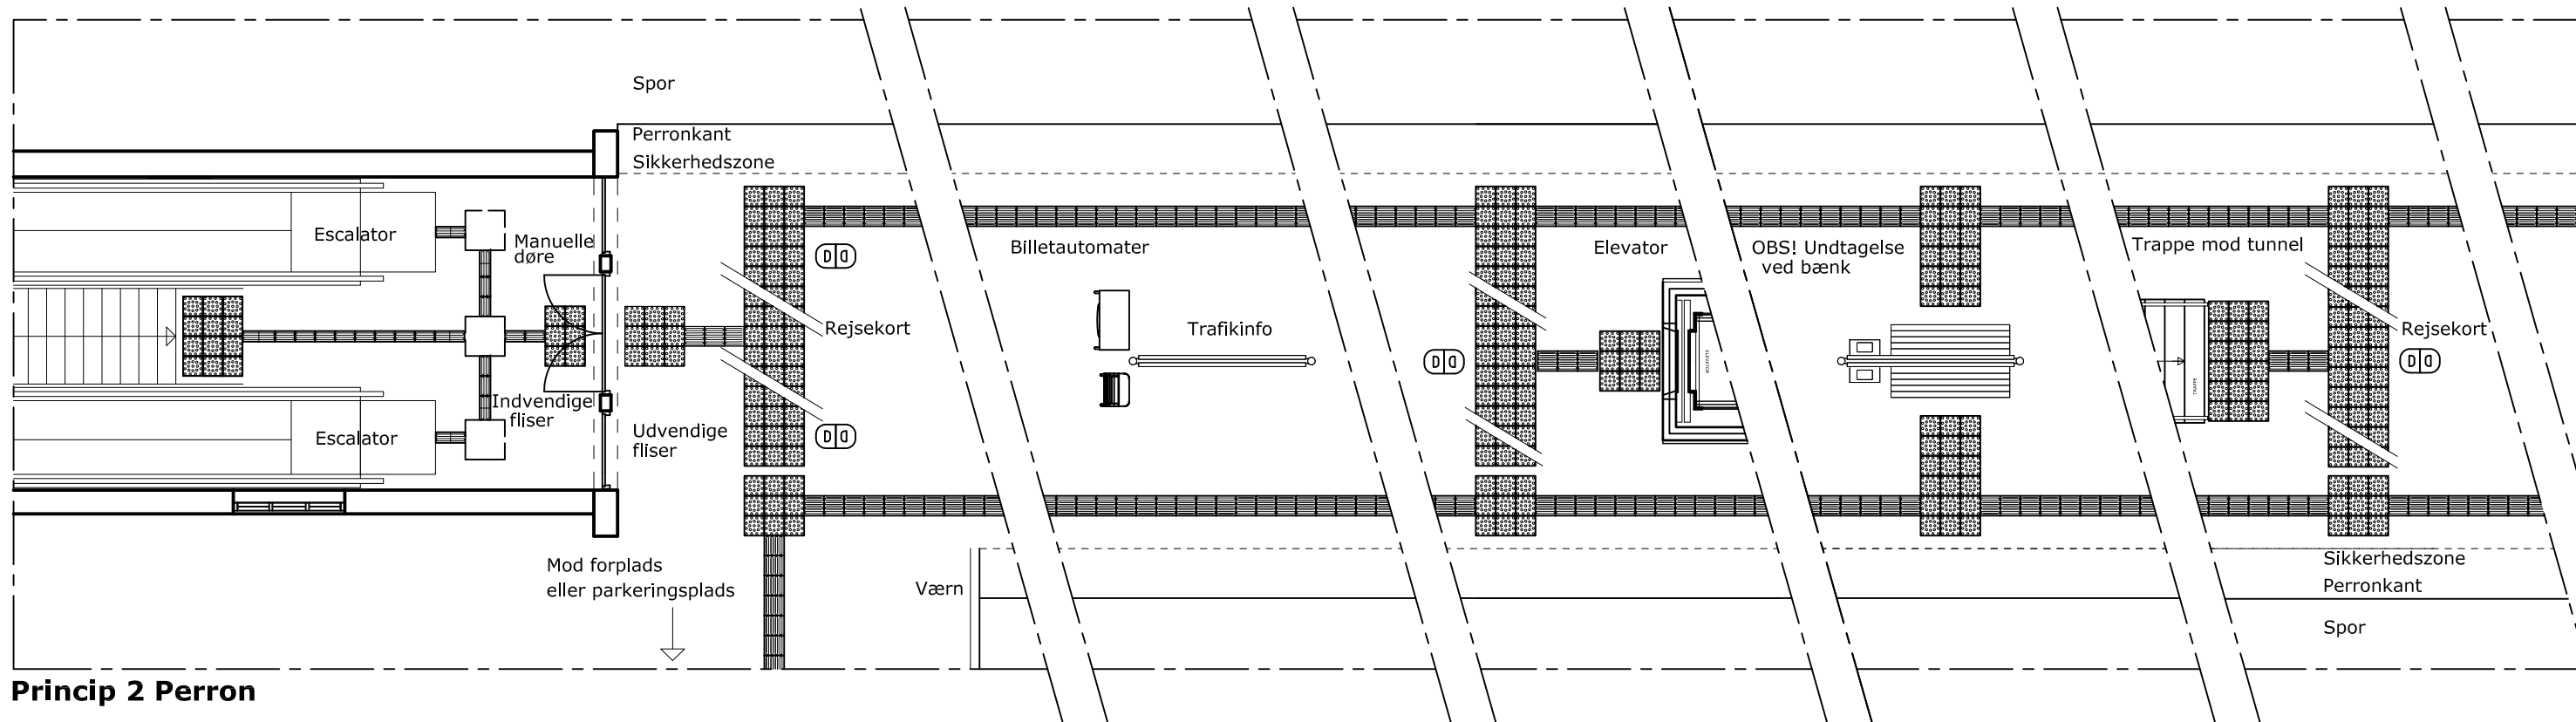 Spor
Perronkant
Sikkerhedszone
Escalator
Manuelle
døre
Billetautomater
Elevator
OBS! Undtagelse
ved bænk
Trappe mod tunnel
Rejsekort
Trafikinfo
Rejsekort
TRAPPE
Indvendige
fliser
Escalator
Udvendige
fliser
Mod forplads
eller parkeringsplads
Værn
Sikkerhedszone
Perronkant
Spor
Princip 2 Perron